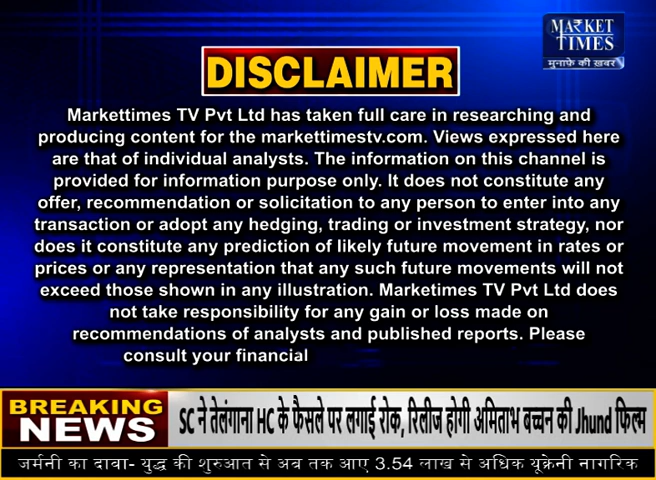 MARKET
TIMES
मुनाफे की ख़बर
DISCLAIMER
Markettimes TV Pvt Ltd has taken full care in researching and
producing content for the markettimestv.com. Views expressed here
are that of individual analysts. The information on this channel is
provided for information purpose only. It does not constitute any
offer, recommendation or solicitation to any person to enter into any
transaction or adopt any hedging, trading or investment strategy, nor
does it constitute any prediction of likely future movement in rates or
prices or any representation that any such future movements will not
exceed those shown in any illustration. Marketimes TV Pvt Ltd does
not take responsibility for any gain or loss made on
recommendations of analysts and published reports. Please
consult your financial
BREAKING
NEWS
SC ने तेलंगाना HC के फैसले पर लगाई रोक, रिलीज होगी अमिताभ बच्चन की Jhund फिल्म
जर्मनी का दावा- युद्ध की शुरुआत से अब तक आए 3.54 लाख से अधिक यूक्रेनी नागरिक